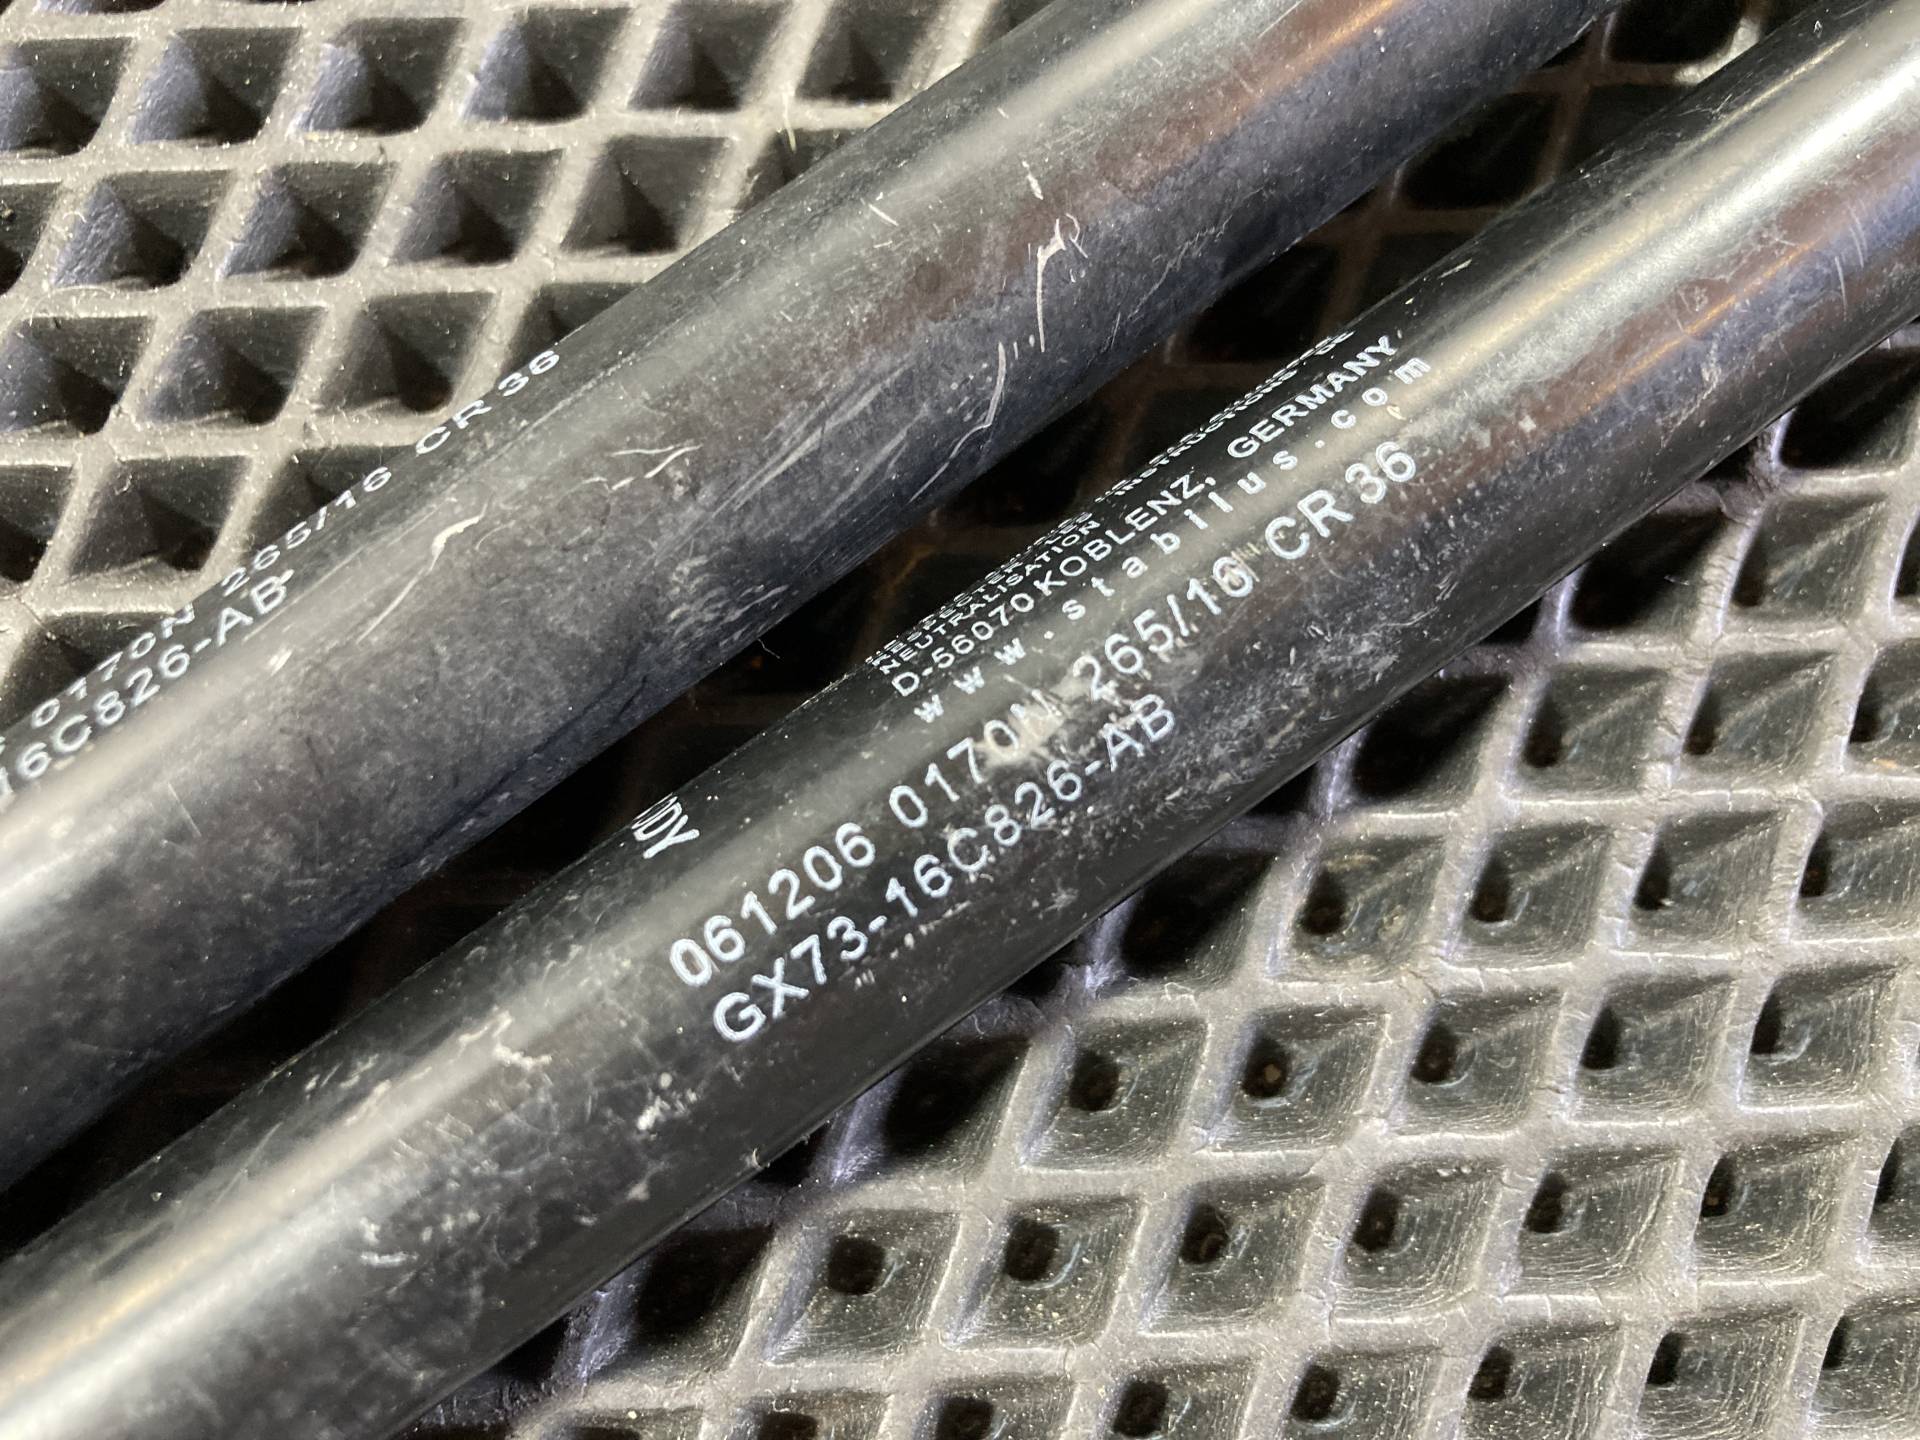 0170N 265/16 CR 36
16C826-AB
NEUTRALISATION
D-56070 KOBLENZ, GERMANY,
www.stabilus.com
061206 0170N 265/16 CR 36
GX73-16C826-AB